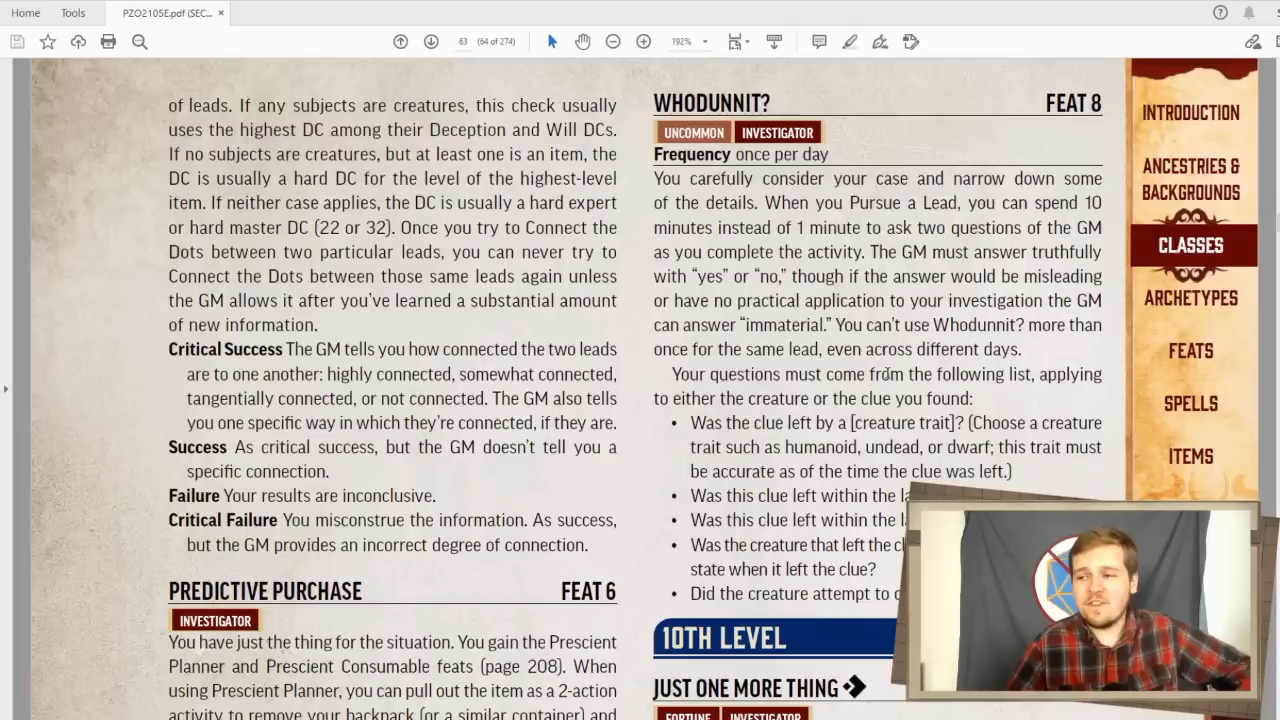 Home Tools PZO2105E.pdf (SEC... ×
63 (64 of 274) 192%
of leads. If any subjects are creatures, this check usually
uses the highest DC among their Deception and Will DCs.
If no subjects are creatures, but at least one is an item, the
DC is usually a hard DC for the level of the highest-level
item. If neither case applies, the DC is usually a hard expert
or hard master DC (22 or 32). Once you try to Connect the
Dots between two particular leads, you can never try to
Connect the Dots between those same leads again unless
the GM allows it after you've learned a substantial amount
of new information.
Critical Success The GM tells you how connected the two leads
are to one another: highly connected, somewhat connected,
tangentially connected, or not connected. The GM also tells
you one specific way in which they're connected, if they are.
Success As critical success, but the GM doesn't tell you a
specific connection.
Failure Your results are inconclusive.
Critical Failure You misconstrue the information. As success,
but the GM provides an incorrect degree of connection.
PREDICTIVE PURCHASE FEAT 6
INVESTIGATOR
You have just the thing for the situation. You gain the Prescient
Planner and Prescient Consumable feats (page 208). When
using Prescient Planner, you can pull out the item as a 2-action
activity to remove your backpack (or a similar container) and
WHODUNNIT? FEAT 8
UNCOMMON INVESTIGATOR
Frequency once per day
You carefully consider your case and narrow down some
of the details. When you Pursue a Lead, you can spend 10
minutes instead of 1 minute to ask two questions of the GM
as you complete the activity. The GM must answer truthfully
with “yes” or “no,” though if the answer would be misleading
or have no practical application to your investigation the GM
can answer “immaterial.” You can't use Whodunnit? more than
once for the same lead, even across different days.
Your questions must come from the following list, applying
to either the creature or the clue you found:
• Was the clue left by a [creature trait]? (Choose a creature
trait such as humanoid, undead, or dwarf; this trait must
be accurate as of the time the clue was left.)
• Was this clue left within the
• Was this clue left within the
• Was the creature that left the
state when it left the clue?
• Did the creature attempt to
10TH LEVEL
JUST ONE MORE THING
FORTUNE INVESTIGATOR
INTRODUCTION
ANCESTRIES &
BACKGROUNDS
CLASSES
ARCHETYPES
FEATS
SPELLS
ITEMS